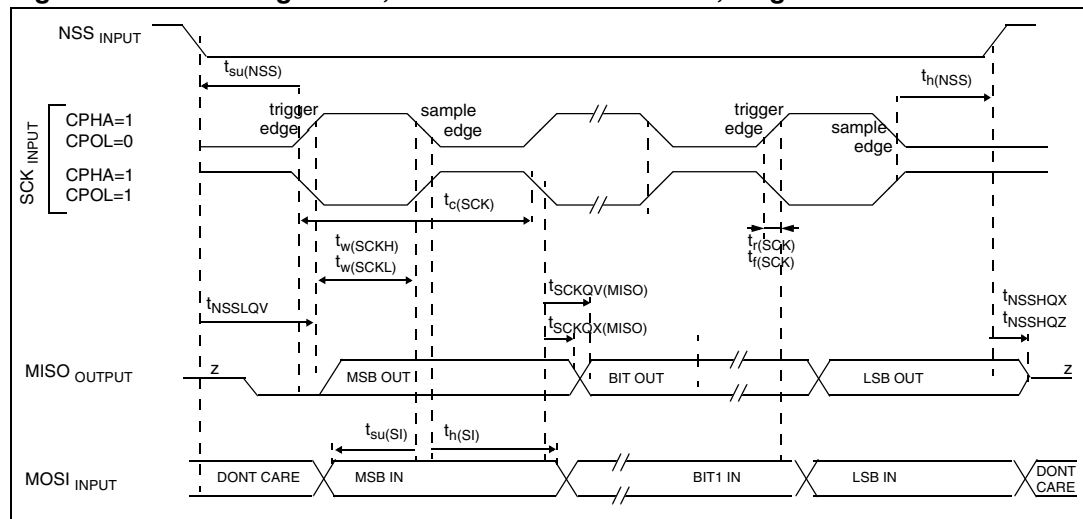 NSS INPUT
tsu(NSS)
th(NSS)
trigger
edge
sample
edge
trigger
edge
sample
edge
SCK INPUT
CPHA=1
CPOL=0
CPHA=1
CPOL=1
tc(SCK)
tw(SCKH)
tw(SCKL)
tr(SCK)
tf(SCK)
tNSSLQV
tSCKQV(MISO)
tSCKQX(MISO)
tNSSHQX
tNSSHQZ
MISO OUTPUT
z
MSB OUT
BIT OUT
LSB OUT
z
tsu(SI)
th(SI)
MOSI INPUT
DONT CARE
MSB IN
BIT1 IN
LSB IN
DONT
CARE